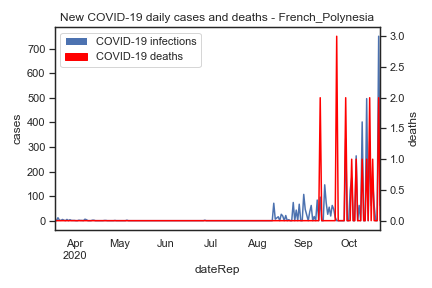 New COVID-19 daily cases and deaths - French_Polynesia
COVID-19 infections
COVID-19 deaths
700
600
500
400
300
200
100
0
cases
3.0
2.5
2.0
1.5
1.0
0.5
0.0
deaths
Apr May Jun Jul Aug Sep Oct
2020
dateRep